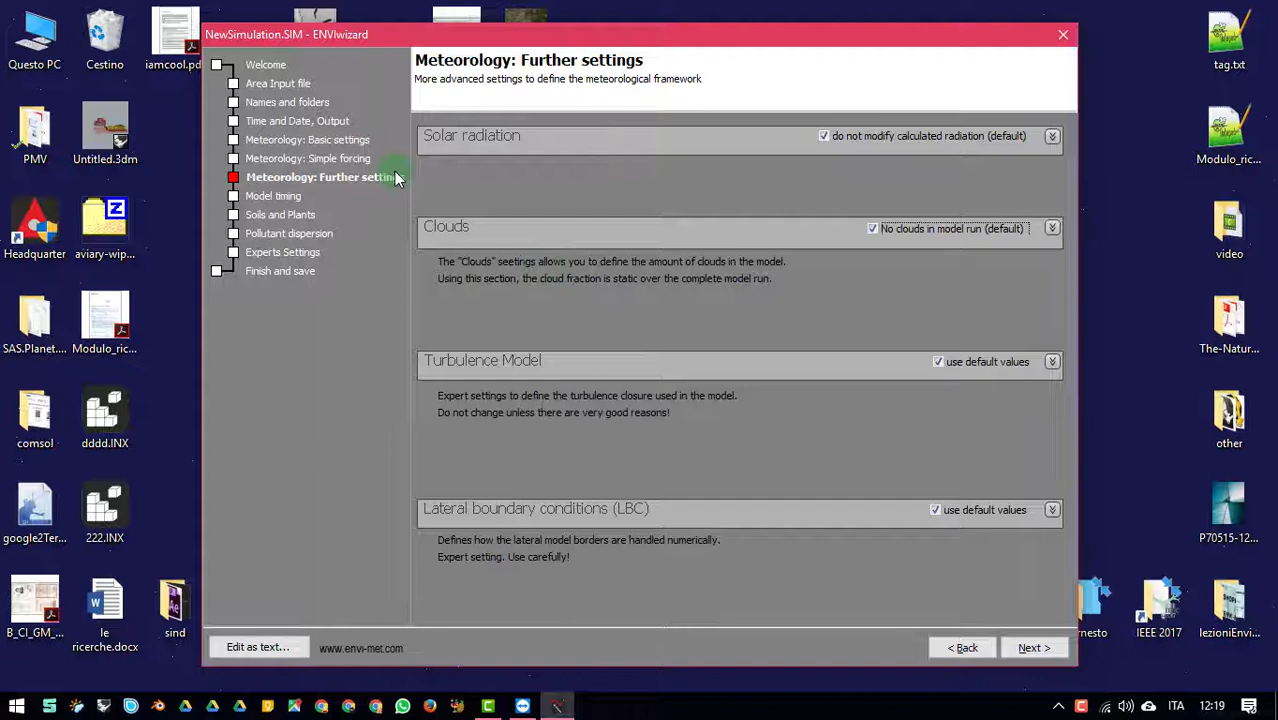 NewSimulation.SIM - ENVIwizard
Welcome
Area Input file
Names and folders
Time and Date, Output
Meteorology: Basic settings
Meteorology: Simple forcing
Meteorology: Further settings
Model timing
Soils and Plants
Pollutant dispersion
Experts Settings
Finish and save
Meteorology: Further settings
More advanced settings to define the meteorological framework
Solar radiation
do not modify calculated radiation (default)
Clouds
No clouds in model run (default)
The "Clouds" seetings allows you to define the amount of clouds in the model.
Using this section, the cloud fraction is static over the complete model run.
Turbulence Model
use default values
Expert settings to define the turbulence closure used in the model.
Do not change unless there are very good reasons!
Lateral boundary conditions (LBC)
use default values
Defines how the lateral model borders are handled numerically.
Expert setting. Use carefully!
Edit as text...
www.envi-met.com
< Back
Next >
Questo PC
Cestino
iamcool.pd
PMV
Untitled.3dm
Headquarter
Z
aviary-wip...
SAS.Planet....
Modulo_ric...
comsol
dddd.INX
google2Ter...
222.INX
B_CI_GM_...
W
le
ricerche.docx
Ae
sind
tag.txt
Modulo_ric...
video
The-Natur...
other
P70515-12...
rnesto
IEEE 2017
lezioniEnvi...
ITA
12:19